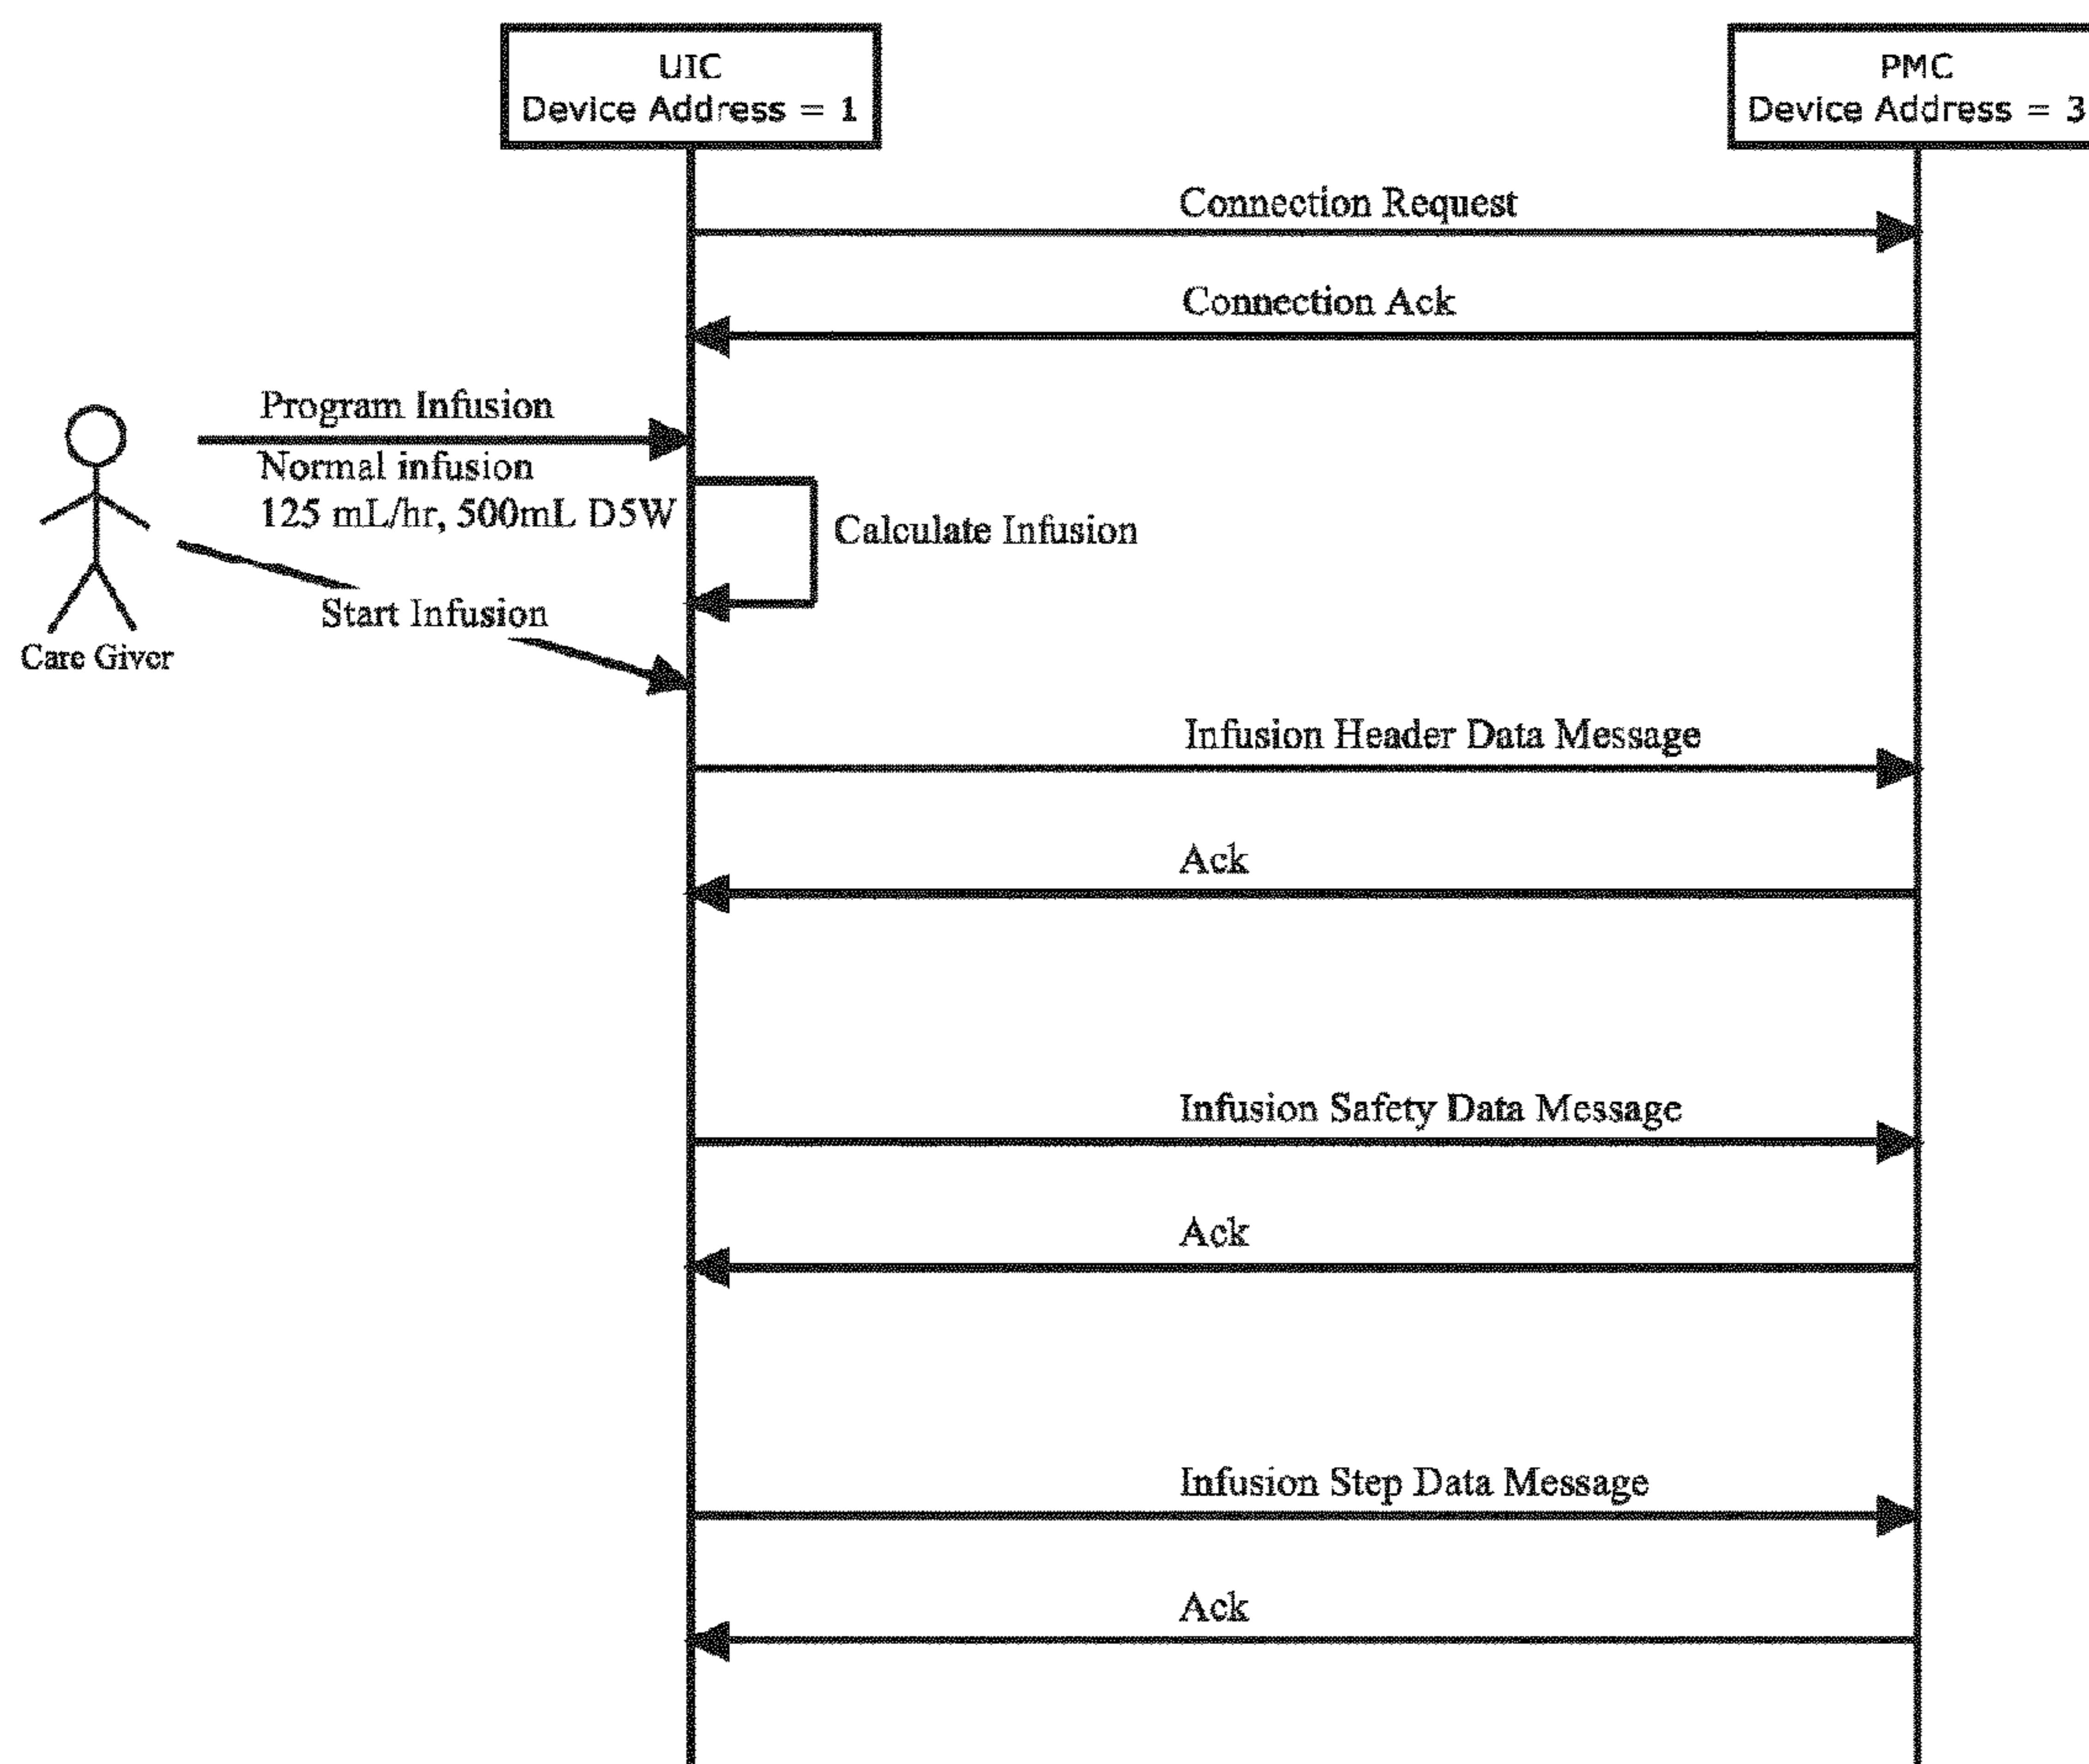 UIC
Device Address = 1
PMC
Device Address = 3
Connection Request
Connection Ack
Program Infusion
Normal infusion
125 mL/hr, 500mL D5W
Calculate Infusion
Start Infusion
Care Giver
Infusion Header Data Message
Ack
Infusion Safety Data Message
Ack
Infusion Step Data Message
Ack